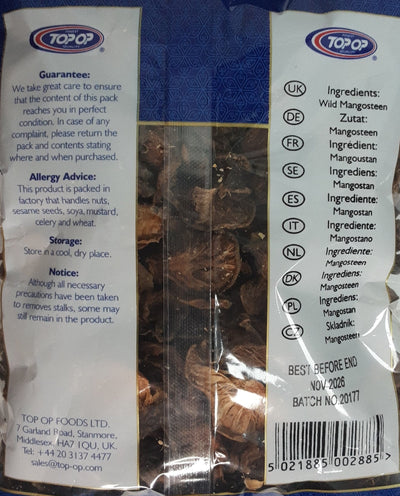 TOP OP
Guarantee:
We take great care to ensure
that the content of this pack
reaches you in perfect
condition. In case of any
complaint, please return the
pack and contents stating
where and when purchased.
Allergy Advice:
This product is packed in
factory that handles nuts,
sesame seeds, soya, mustard,
celery and wheat.
Storage:
Store in a cool, dry place.
Notice:
Although all necessary
precautions have been taken
to removes stalks, some may
still remain in the product.
TOP OP FOODS LTD.
7 Garland Road, Stanmore,
Middlesex, HA7 1QU, UK.
Tel: +44 20 3137 4477
sales@top-op.com
TOP OP
UK Ingredients:
Wild Mangosteen
DE Zutat:
Mangosteen
FR Ingrédient:
Mangoustan
SE Ingrediens:
Mangostan
ES Ingrediente:
Mangostan
IT Ingrediente:
Mangostano
NL Ingrediente:
Mangosteen
DK Ingrediens:
Mangosteen
PL Ingrediens:
Mangostan
CZ Skladnik:
Mangosteen
BEST BEFORE END
NOV 2026
BATCH NO.20177
5 021885 002885 >